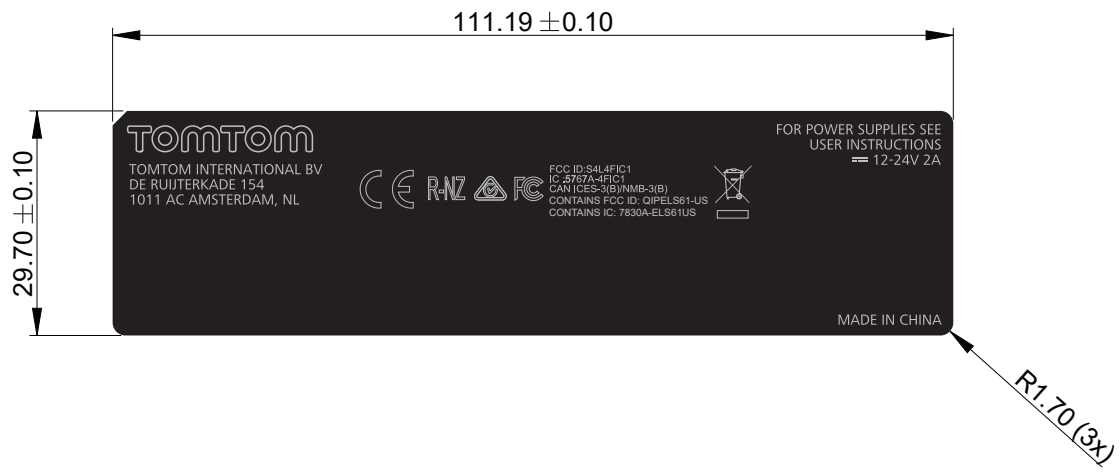 111.19 ±0.10
29.70 ±0.10
TOMTOM
TOMTOM INTERNATIONAL BV
DE RUIJTERKADE 154
1011 AC AMSTERDAM, NL
CE R-NZ FC
FCC ID:S4L4FIC1
IC :5767A-4FIC1
CAN ICES-3(B)/NMB-3(B)
CONTAINS FCC ID: QIPELS61-US
CONTAINS IC: 7830A-ELS61US
FOR POWER SUPPLIES SEE
USER INSTRUCTIONS
12-24V 2A
MADE IN CHINA
R1.70 (3x)